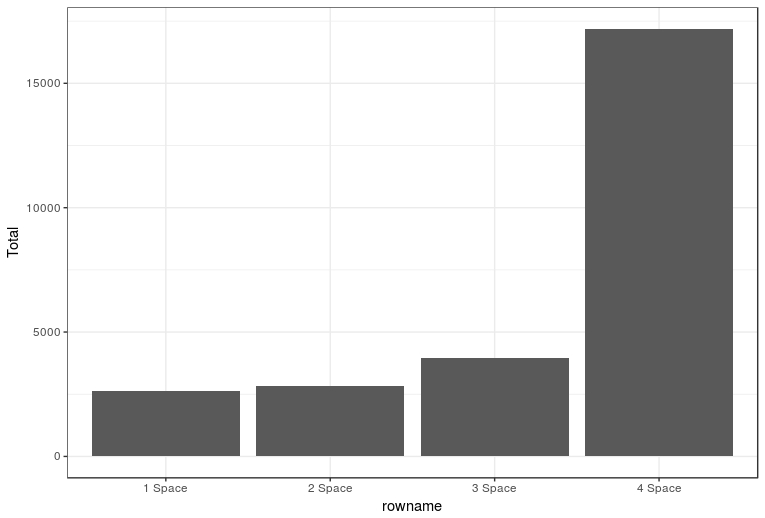 Total
15000
10000
5000
0
1 Space
2 Space
3 Space
4 Space
rowname